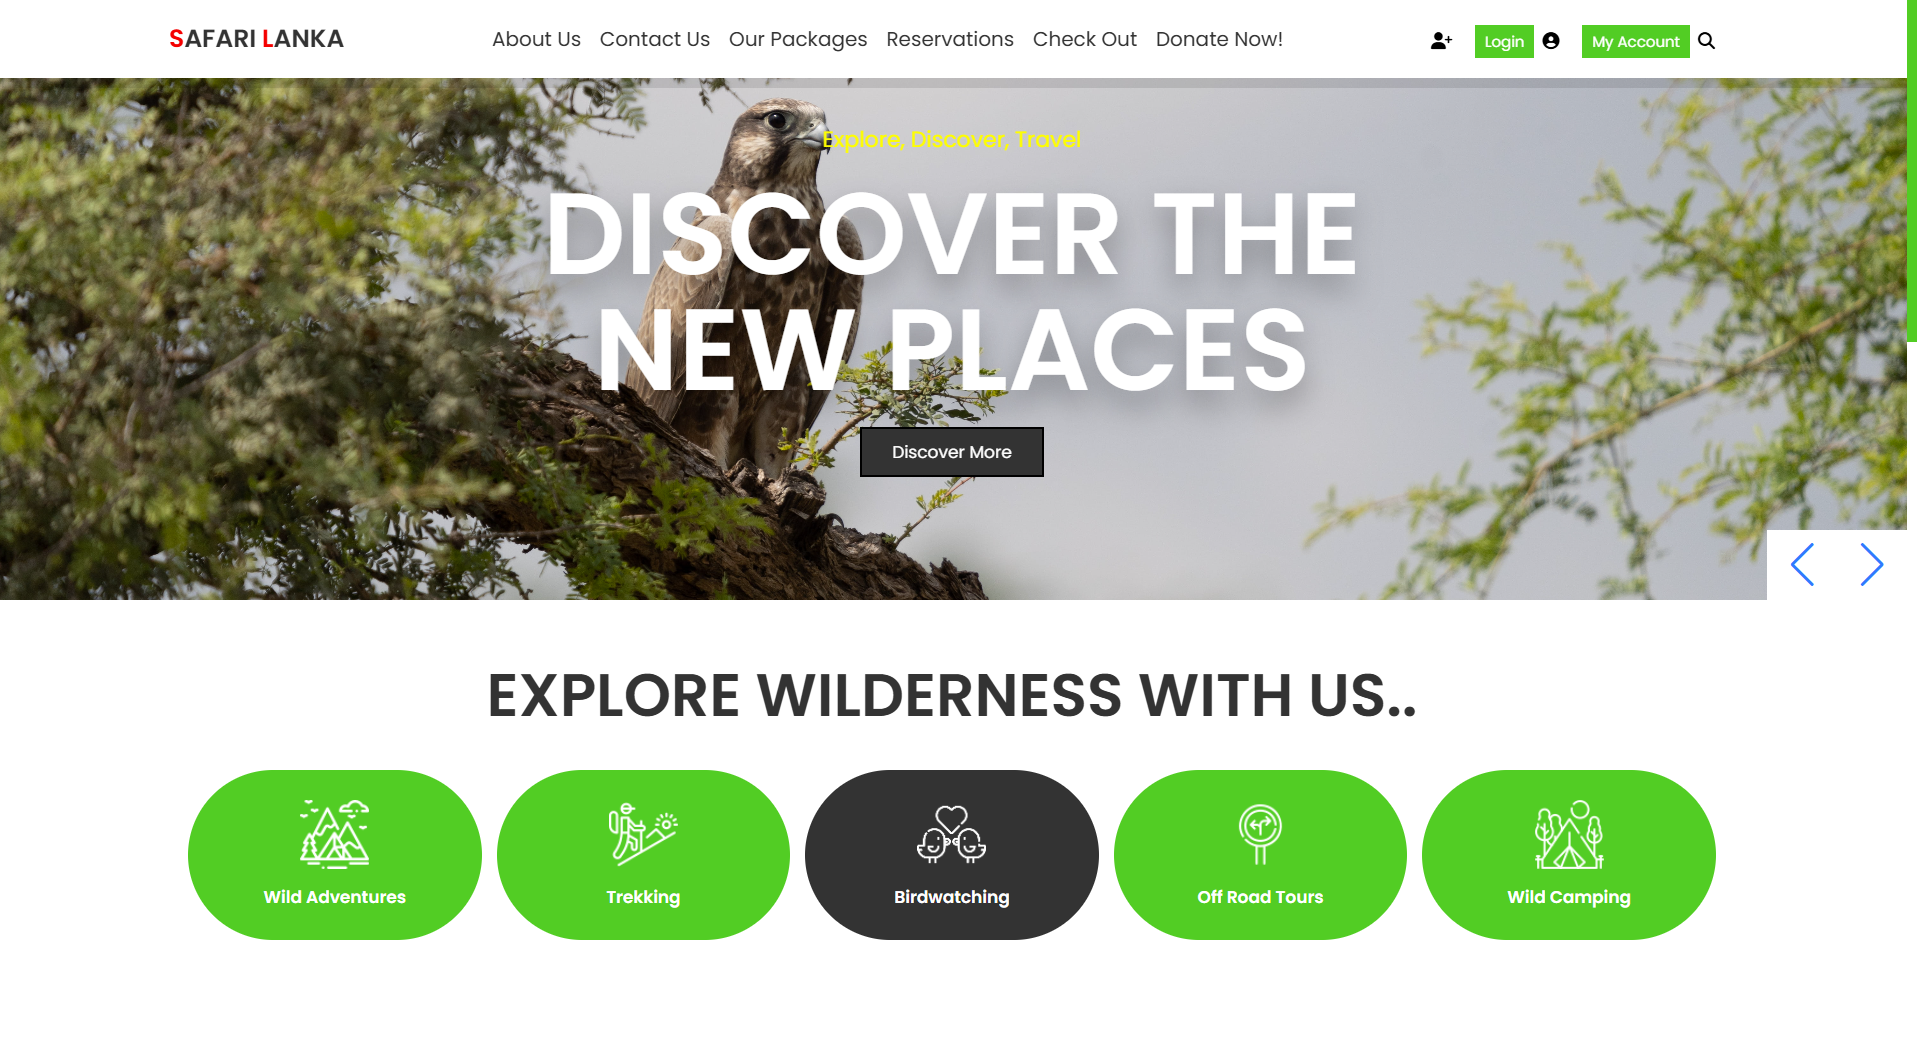 SAFARI LANKA
About Us Contact Us Our Packages Reservations Check Out Donate Now!
Login
My Account
Explore, Discover, Travel
DISCOVER THE
NEW PLACES
Discover More
EXPLORE WILDERNESS WITH US..
Wild Adventures
Trekking
Birdwatching
Off Road Tours
Wild Camping